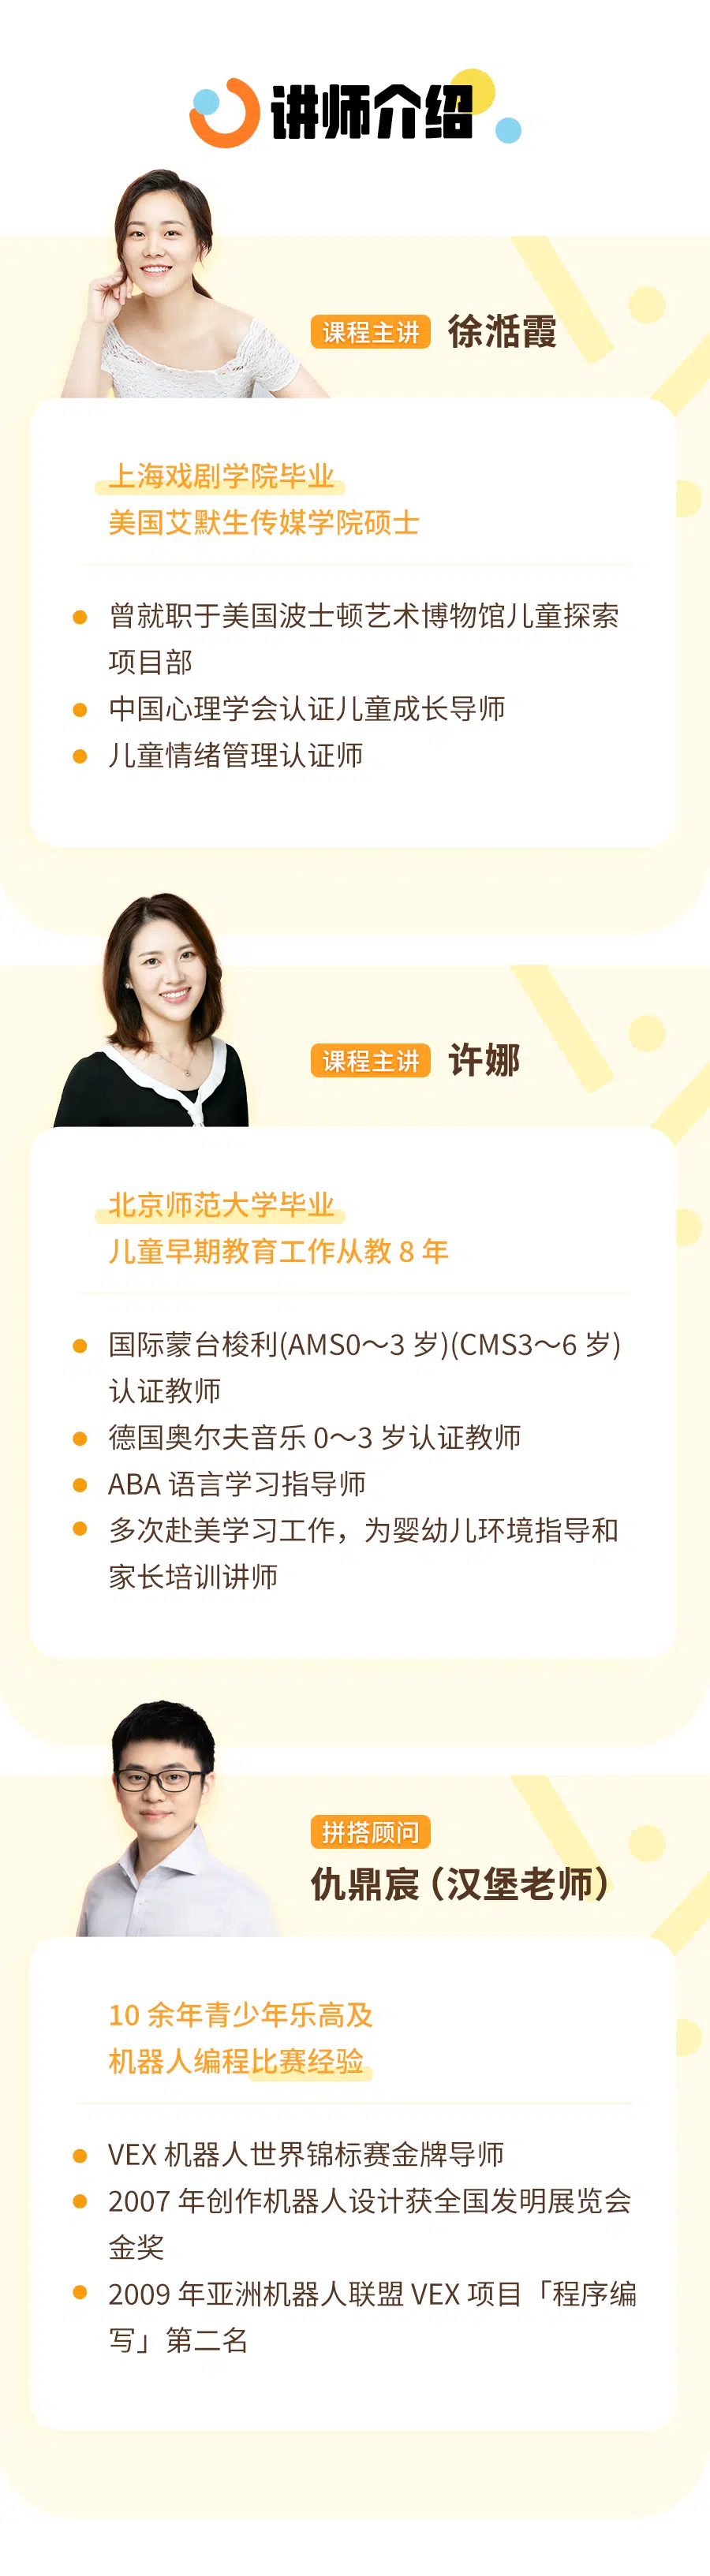 讲师介绍
课程主讲 徐湉霞
上海戏剧学院毕业
美国艾默生传媒学院硕士
曾就职于美国波士顿艺术博物馆儿童探索
项目部
中国心理学会认证儿童成长导师
儿童情绪管理认证师
课程主讲 许娜
北京师范大学毕业
儿童早期教育工作从教 8 年
国际蒙台梭利(AMS0～3 岁)(CMS3～6 岁)
认证教师
德国奥尔夫音乐 0～3 岁认证教师
ABA 语言学习指导师
多次赴美学习工作，为婴幼儿环境指导和
家长培训讲师
拼搭顾问
仇鼎宸（汉堡老师）
10 余年青少年乐高及
机器人编程比赛经验
VEX 机器人世界锦标赛金牌导师
2007 年创作机器人设计获全国发明展览会
金奖
2009 年亚洲机器人联盟 VEX 项目「程序编
写」第二名